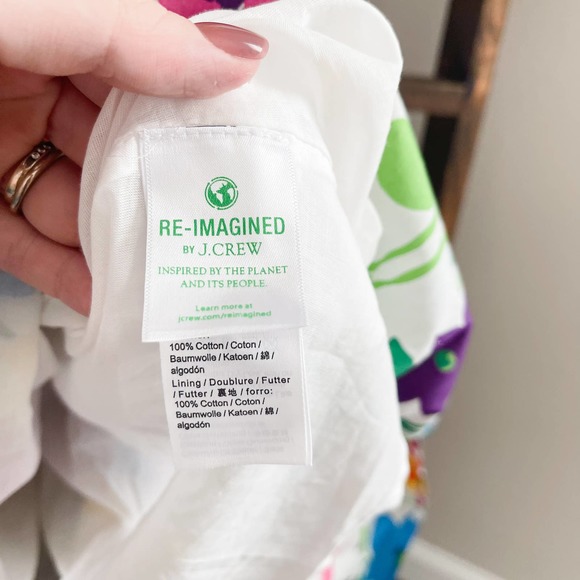 RE-IMAGINED
BY J.CREW
INSPIRED BY THE PLANET
AND ITS PEOPLE.
Learn more at
jcrew.com/reimagined
100% Cotton / Coton /
Baumwolle / Katoen / 綿 /
algodón
Lining / Doublure / Futter
/ Futter / 裏地 / forro:
100% Cotton / Coton /
Baumwolle / Katoen / 綿 /
algodón